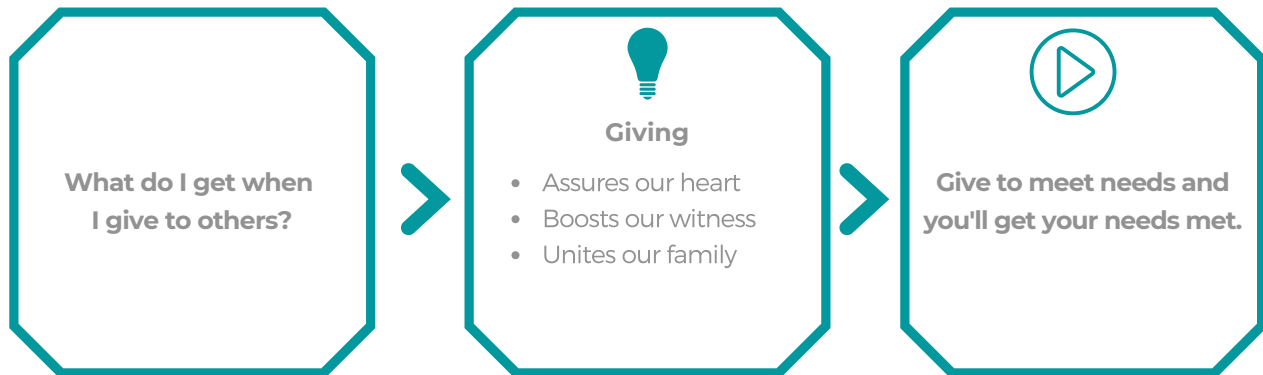 What do I get when
I give to others?
Giving
• Assures our heart
• Boosts our witness
• Unites our family
Give to meet needs and
you'll get your needs met.